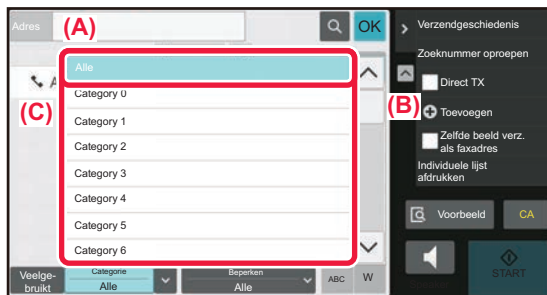 Adres
(A)
OK
Verzendgeschiedenis
Zoeknummer oproepen
Alle
Direct TX
A
Category 0
(B)
(C)
Category 1
Toevoegen
Category 2
Zelfde beeld verz.
als faxadres
Category 3
Individuele lijst
afdrukken
Category 4
Category 5
Voorbeeld
CA
Category 6
Veelge-
bruikt
Categorie
Alle
Beperken
Alle
ABC
W
START